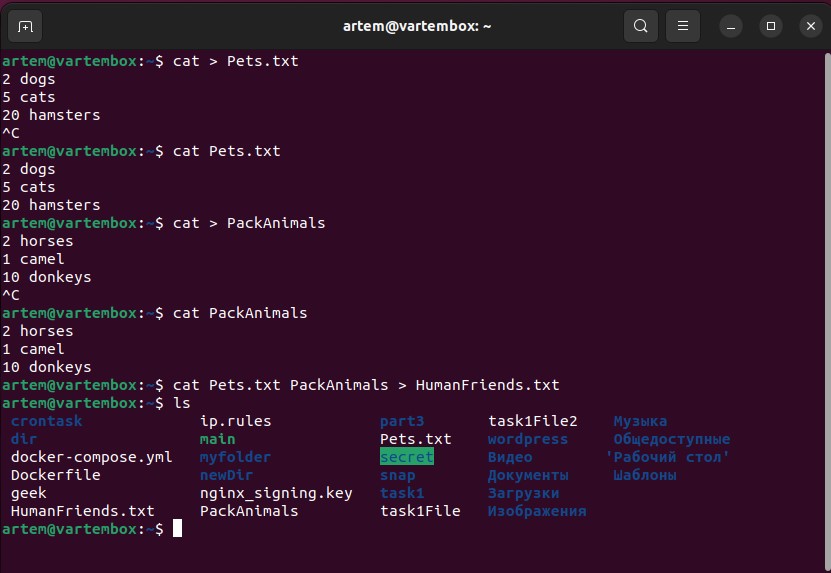 artem@vartembox: ~
artem@vartembox:~$ cat > Pets.txt
2 dogs
5 cats
20 hamsters
^C
artem@vartembox:~$ cat Pets.txt
2 dogs
5 cats
20 hamsters
artem@vartembox:~$ cat > PackAnimals
2 horses
1 camel
10 donkeys
^C
artem@vartembox:~$ cat PackAnimals
2 horses
1 camel
10 donkeys
artem@vartembox:~$ cat Pets.txt PackAnimals > HumanFriends.txt
artem@vartembox:~$ ls
crontask ip.rules part3 task1File2 Музыка
dir main Pets.txt wordpress Общедоступные
docker-compose.yml myfolder secret Видео 'Рабочий стол'
Dockerfile newDir snap Документы Шаблоны
geek nginx_signing.key task1 Загрузки
HumanFriends.txt PackAnimals task1File Изображения
artem@vartembox:~$